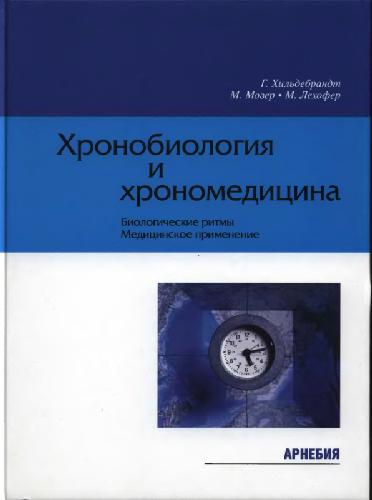 Г. Хильдебрандт
М. Мозер • М. Лехофер
Хронобиология
и
хрономедицина
Биологические ритмы
Медицинское применение
АРНЕБИЯ